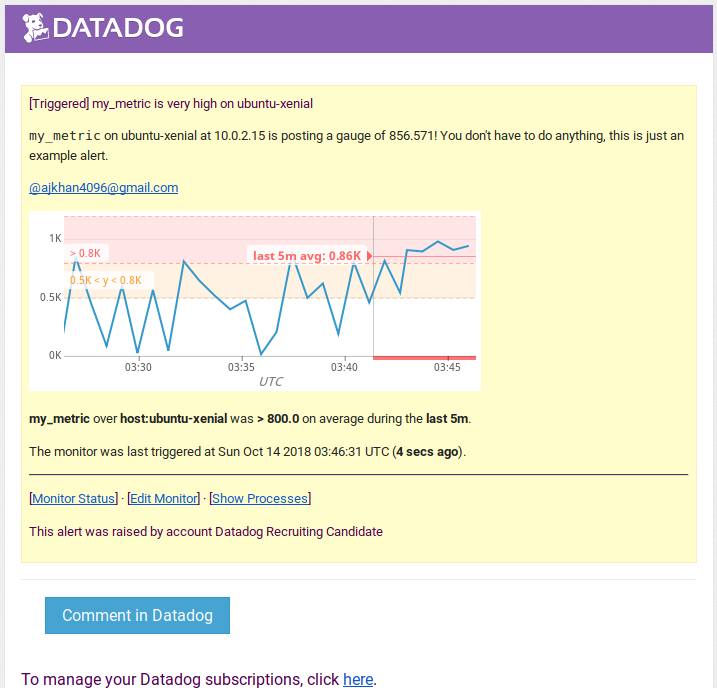 DATADOG
[Triggered] my_metric is very high on ubuntu-xenial
my_metric on ubuntu-xenial at 10.0.2.15 is posting a gauge of 856.571! You don't have to do anything, this is just an
example alert.
@ajkhan4096@gmail.com
1K
> 0.8K
last 5m avg: 0.86K
0.5K < y < 0.8K
0.5K
0K
03:30 03:35 03:40 03:45
UTC
my_metric over host:ubuntu-xenial was > 800.0 on average during the last 5m.
The monitor was last triggered at Sun Oct 14 2018 03:46:31 UTC (4 secs ago).
[Monitor Status] · [Edit Monitor] · [Show Processes]
This alert was raised by account Datadog Recruiting Candidate
Comment in Datadog
To manage your Datadog subscriptions, click here.